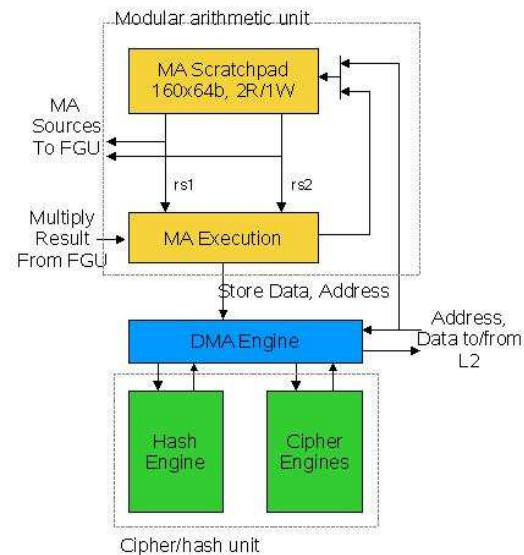 Modular arithmetic unit
MA Scratchpad
160x64b, 2R/1W
MA
Sources
To FGU
rs1
rs2
Multiply
Result
From FGU
MA Execution
Store Data, Address
Address,
Data to/from
L2
DMA Engine
Hash
Engine
Cipher
Engines
Cipher/hash unit